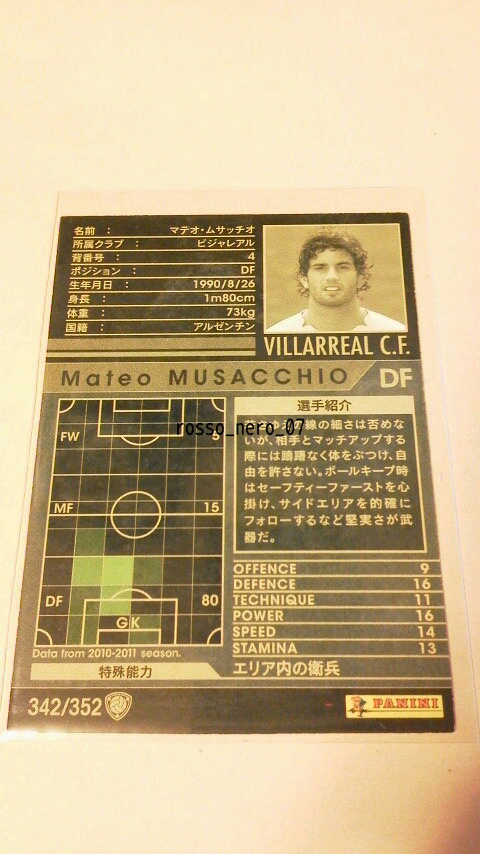 名前 ： マテオ・ムサッチオ
所属クラブ ： ビジャレアル
背番号 ： 4
ポジション ： DF
生年月日 ： 1990/8/26
身長 ： 1m80cm
体重 ： 73kg
国籍 ： アルゼンチン
VILLARREAL C.F.
Mateo MUSACCHIO DF
FW 5
MF 15
DF 80
GK
Data from 2010-2011 season.
選手紹介
rosso_nero_07
線の細さは否めな
いが、相手とマッチアップする
際には躊躇なく体をぶつけ、自
由を許さない。ボールキープ時
はセーフティーファーストを心
掛け、サイドエリアを的確に
フォローするなど堅実さが武
器だ。
OFFENCE 9
DEFENCE 16
TECHNIQUE 11
POWER 16
SPEED 14
STAMINA 13
特殊能力 エリア内の衛兵
342/352
PANINI